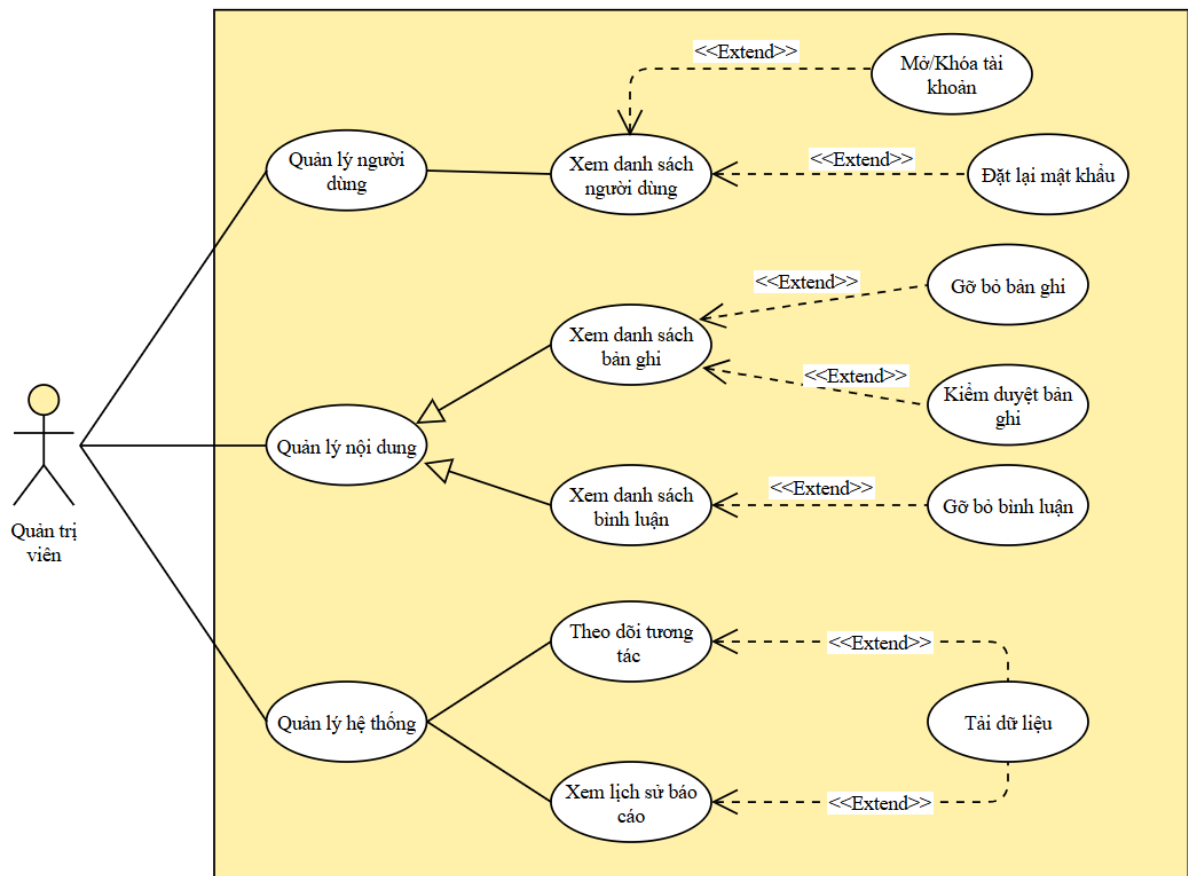 <<Extend>>
Mở/Khóa tài
khoản
Quản lý người
dùng
Xem danh sách
người dùng
<<Extend>>
Đặt lại mật khẩu
<<Extend>>
Gỡ bỏ bản ghi
Xem danh sách
bản ghi
<<Extend>>
Kiểm duyệt bản
ghi
Quản lý nội dung
Xem danh sách
bình luận
<<Extend>>
Gỡ bỏ bình luận
Quản trị
viên
Theo dõi tương
tác
<<Extend>>
Quản lý hệ thống
Tải dữ liệu
Xem lịch sử báo
cáo
<<Extend>>